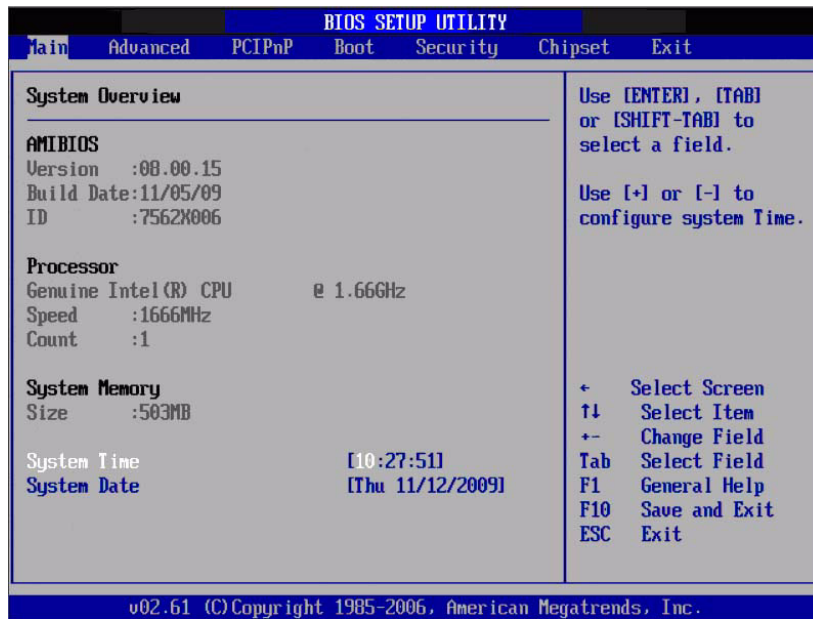 BIOS SETUP UTILITY
Main Advanced PCIPnP Boot Security Chipset Exit
System Overview
AMIBIOS
Version :08.00.15
Build Date:11/05/09
ID :7562X006
Processor
Genuine Intel(R) CPU @ 1.66GHz
Speed :1666MHz
Count :1
System Memory
Size :503MB
System Time [10:27:51]
System Date [Thu 11/12/2009]
Use [ENTER], [TAB]
or [SHIFT-TAB] to
select a field.
Use [+] or [-] to
configure system Time.
← Select Screen
↑↓ Select Item
+- Change Field
Tab Select Field
F1 General Help
F10 Save and Exit
ESC Exit
v02.61 (C)Copyright 1985-2006, American Megatrends, Inc.